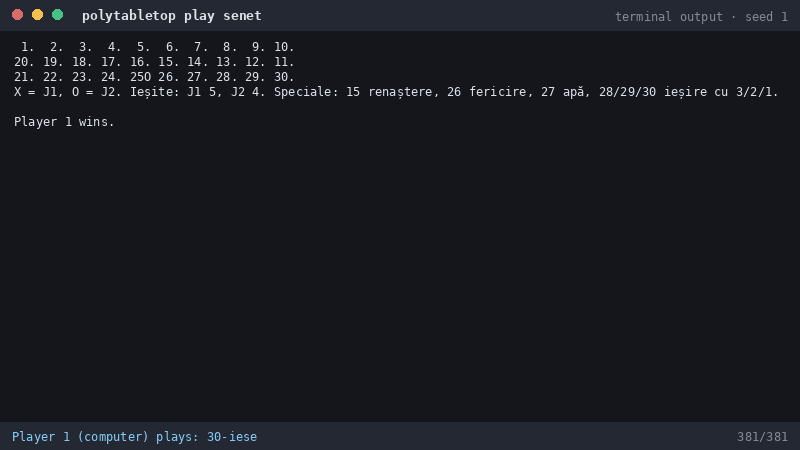 polytabletop play senet
terminal output · seed 1
1. 2. 3. 4. 5. 6. 7. 8. 9. 10.
20. 19. 18. 17. 16. 15. 14. 13. 12. 11.
21. 22. 23. 24. 25O 26. 27. 28. 29. 30.
X = J1, O = J2. Ieșite: J1 5, J2 4. Speciale: 15 renaștere, 26 fericire, 27 apă, 28/29/30 ieșire cu 3/2/1.
Player 1 wins.
Player 1 (computer) plays: 30-iese
381/381